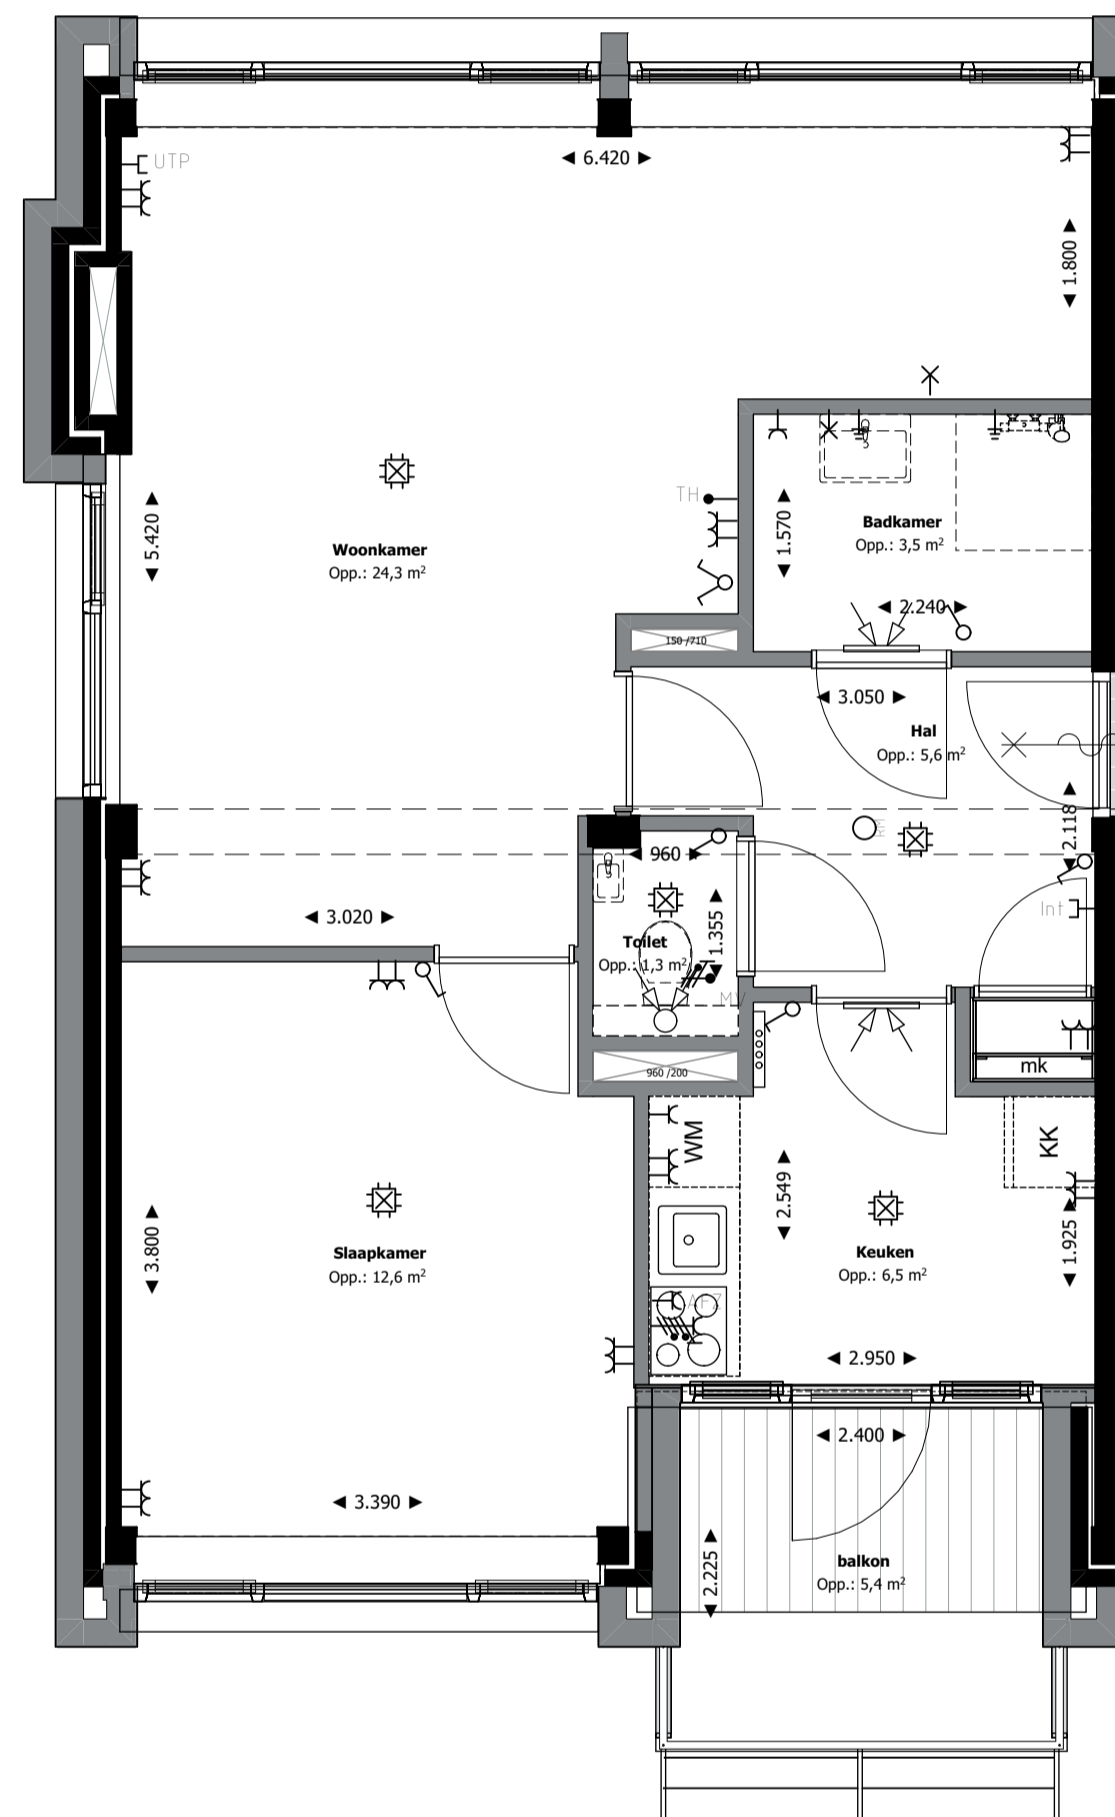 UTP
6.420
1.800
5.420
Woonkamer
Opp.: 24,3 m²
TH
1.570
Badkamer
Opp.: 3,5 m²
2.240
150 /710
3.050
Hal
Opp.: 5,6 m²
2.118
RM
960
1.355
Toilet
Opp.: 1,3 m²
MV
Int
3.020
960 /200
mk
WM
KK
2.549
1.925
3.800
Slaapkamer
Opp.: 12,6 m²
Keuken
Opp.: 6,5 m²
AFZ
2.950
2.400
3.390
2.225
balkon
Opp.: 5,4 m²